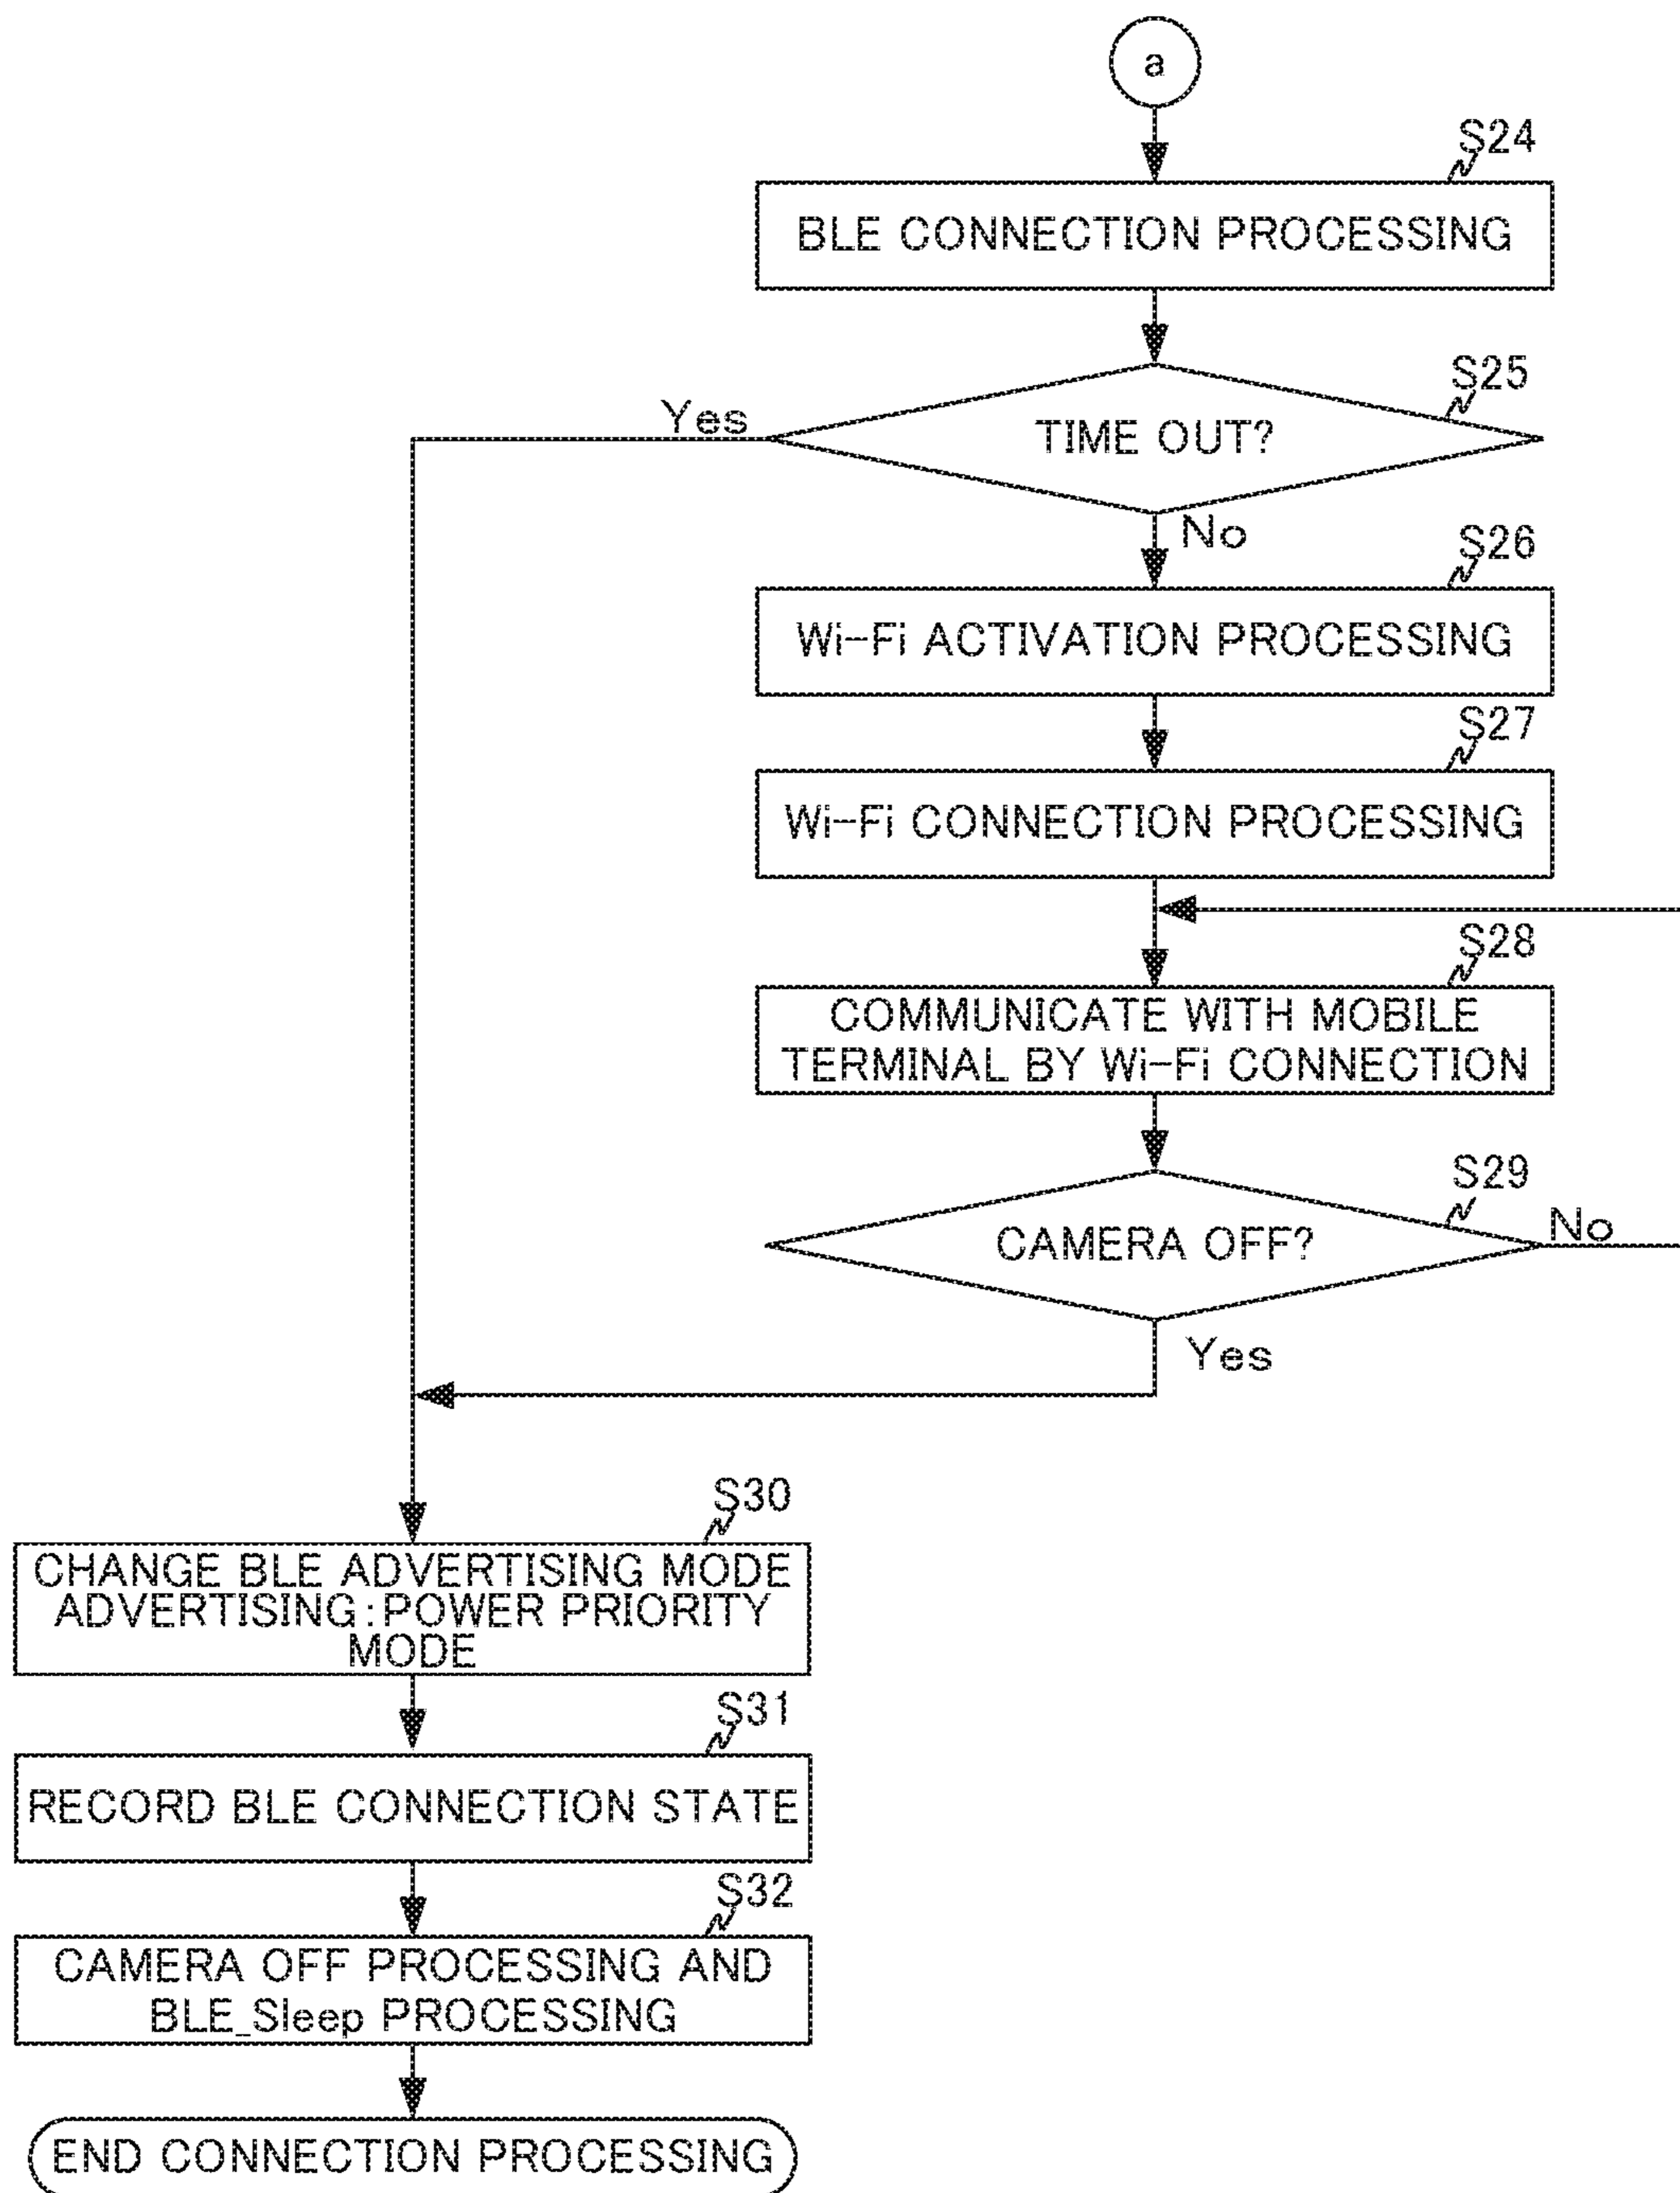 a
S24
BLE CONNECTION PROCESSING
S25
Yes
TIME OUT?
No
S26
Wi-Fi ACTIVATION PROCESSING
S27
Wi-Fi CONNECTION PROCESSING
S28
COMMUNICATE WITH MOBILE
TERMINAL BY Wi-Fi CONNECTION
S29
CAMERA OFF?
No
Yes
S30
CHANGE BLE ADVERTISING MODE
ADVERTISING:POWER PRIORITY
MODE
S31
RECORD BLE CONNECTION STATE
S32
CAMERA OFF PROCESSING AND
BLE_Sleep PROCESSING
END CONNECTION PROCESSING